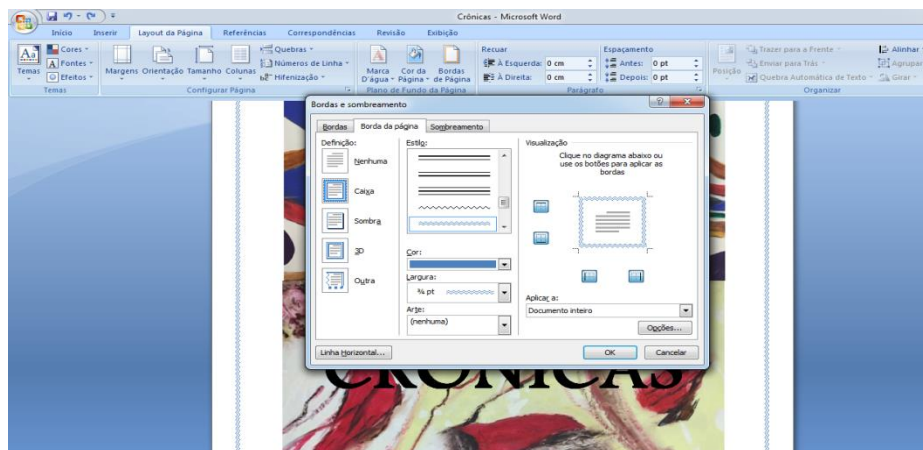 Crônicas - Microsoft Word
Início Inserir Layout da Página Referências Correspondências Revisão Exibição
Aa Temas
Cores
A Fontes
Efeitos
Temas
Margens Orientação Tamanho Colunas
Quebras
Números de Linha
Hifenização
Configurar Página
Marca D'água
Cor da Página
Bordas de Página
Plano de Fundo da Página
Recuar
À Esquerda: 0 cm
À Direita: 0 cm
Espaçamento
Antes: 0 pt
Depois: 0 pt
Parágrafo
Posição
Trazer para a Frente
Enviar para Trás
Quebra Automática de Texto
Alinhar
Agrupar
Girar
Organizar
Bordas e sombreamento
Bordas Borda da página Sombreamento
Definição:
Nenhuma
Caixa
Sombra
3D
Outra
Estilo:
Cor:
Largura:
¾ pt
Arte:
(nenhuma)
Visualização
Clique no diagrama abaixo ou
use os botões para aplicar as
bordas
Aplicar a:
Documento inteiro
Opções...
Linha Horizontal...
OK Cancelar
CRÔNICAS